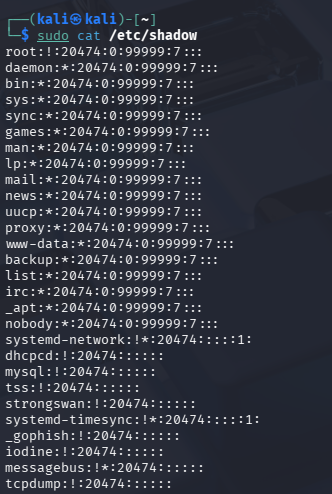 ┌──(kali㉿kali)-[~]
└─$ sudo cat /etc/shadow
root:!:20474:0:99999:7:::
daemon:*:20474:0:99999:7:::
bin:*:20474:0:99999:7:::
sys:*:20474:0:99999:7:::
sync:*:20474:0:99999:7:::
games:*:20474:0:99999:7:::
man:*:20474:0:99999:7:::
lp:*:20474:0:99999:7:::
mail:*:20474:0:99999:7:::
news:*:20474:0:99999:7:::
uucp:*:20474:0:99999:7:::
proxy:*:20474:0:99999:7:::
www-data:*:20474:0:99999:7:::
backup:*:20474:0:99999:7:::
list:*:20474:0:99999:7:::
irc:*:20474:0:99999:7:::
_apt:*:20474:0:99999:7:::
nobody:*:20474:0:99999:7:::
systemd-network:!*:20474::::1:
dhcpcd:!:20474::::::
mysql:!:20474::::::
tss:!:20474::::::
strongswan:!:20474::::::
systemd-timesync:!*:20474::::1:
_gophish:!:20474::::::
iodine:!:20474::::::
messagebus:!*:20474::::::
tcpdump:!:20474::::::